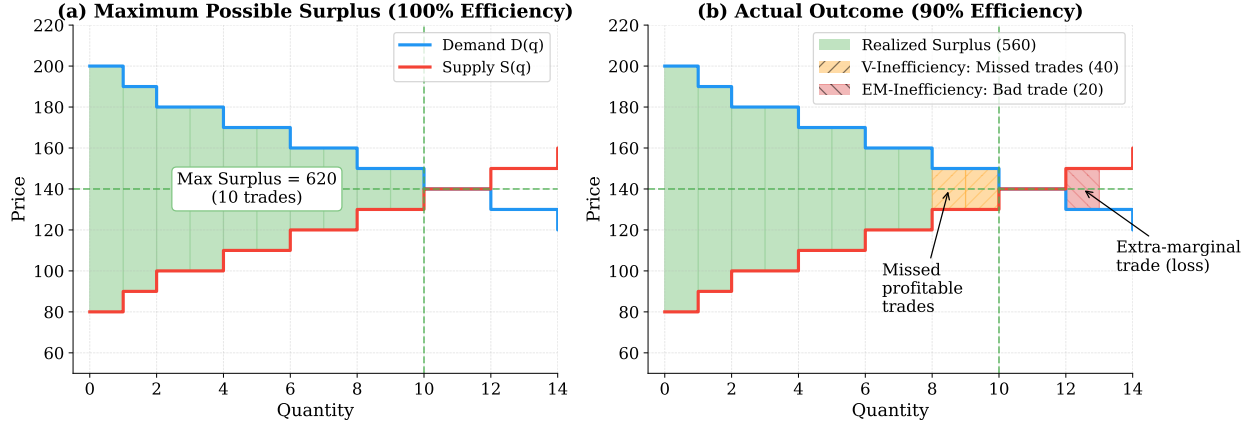 (a) Maximum Possible Surplus (100% Efficiency)
Price
220
200
180
160
140
120
100
80
60
Demand D(q)
Supply S(q)
Max Surplus = 620
(10 trades)
0 2 4 6 8 10 12 14
Quantity
(b) Actual Outcome (90% Efficiency)
Price
220
200
180
160
140
120
100
80
60
Realized Surplus (560)
V-Inefficiency: Missed trades (40)
EM-Inefficiency: Bad trade (20)
Missed
profitable
trades
Extra-marginal
trade (loss)
0 2 4 6 8 10 12 14
Quantity